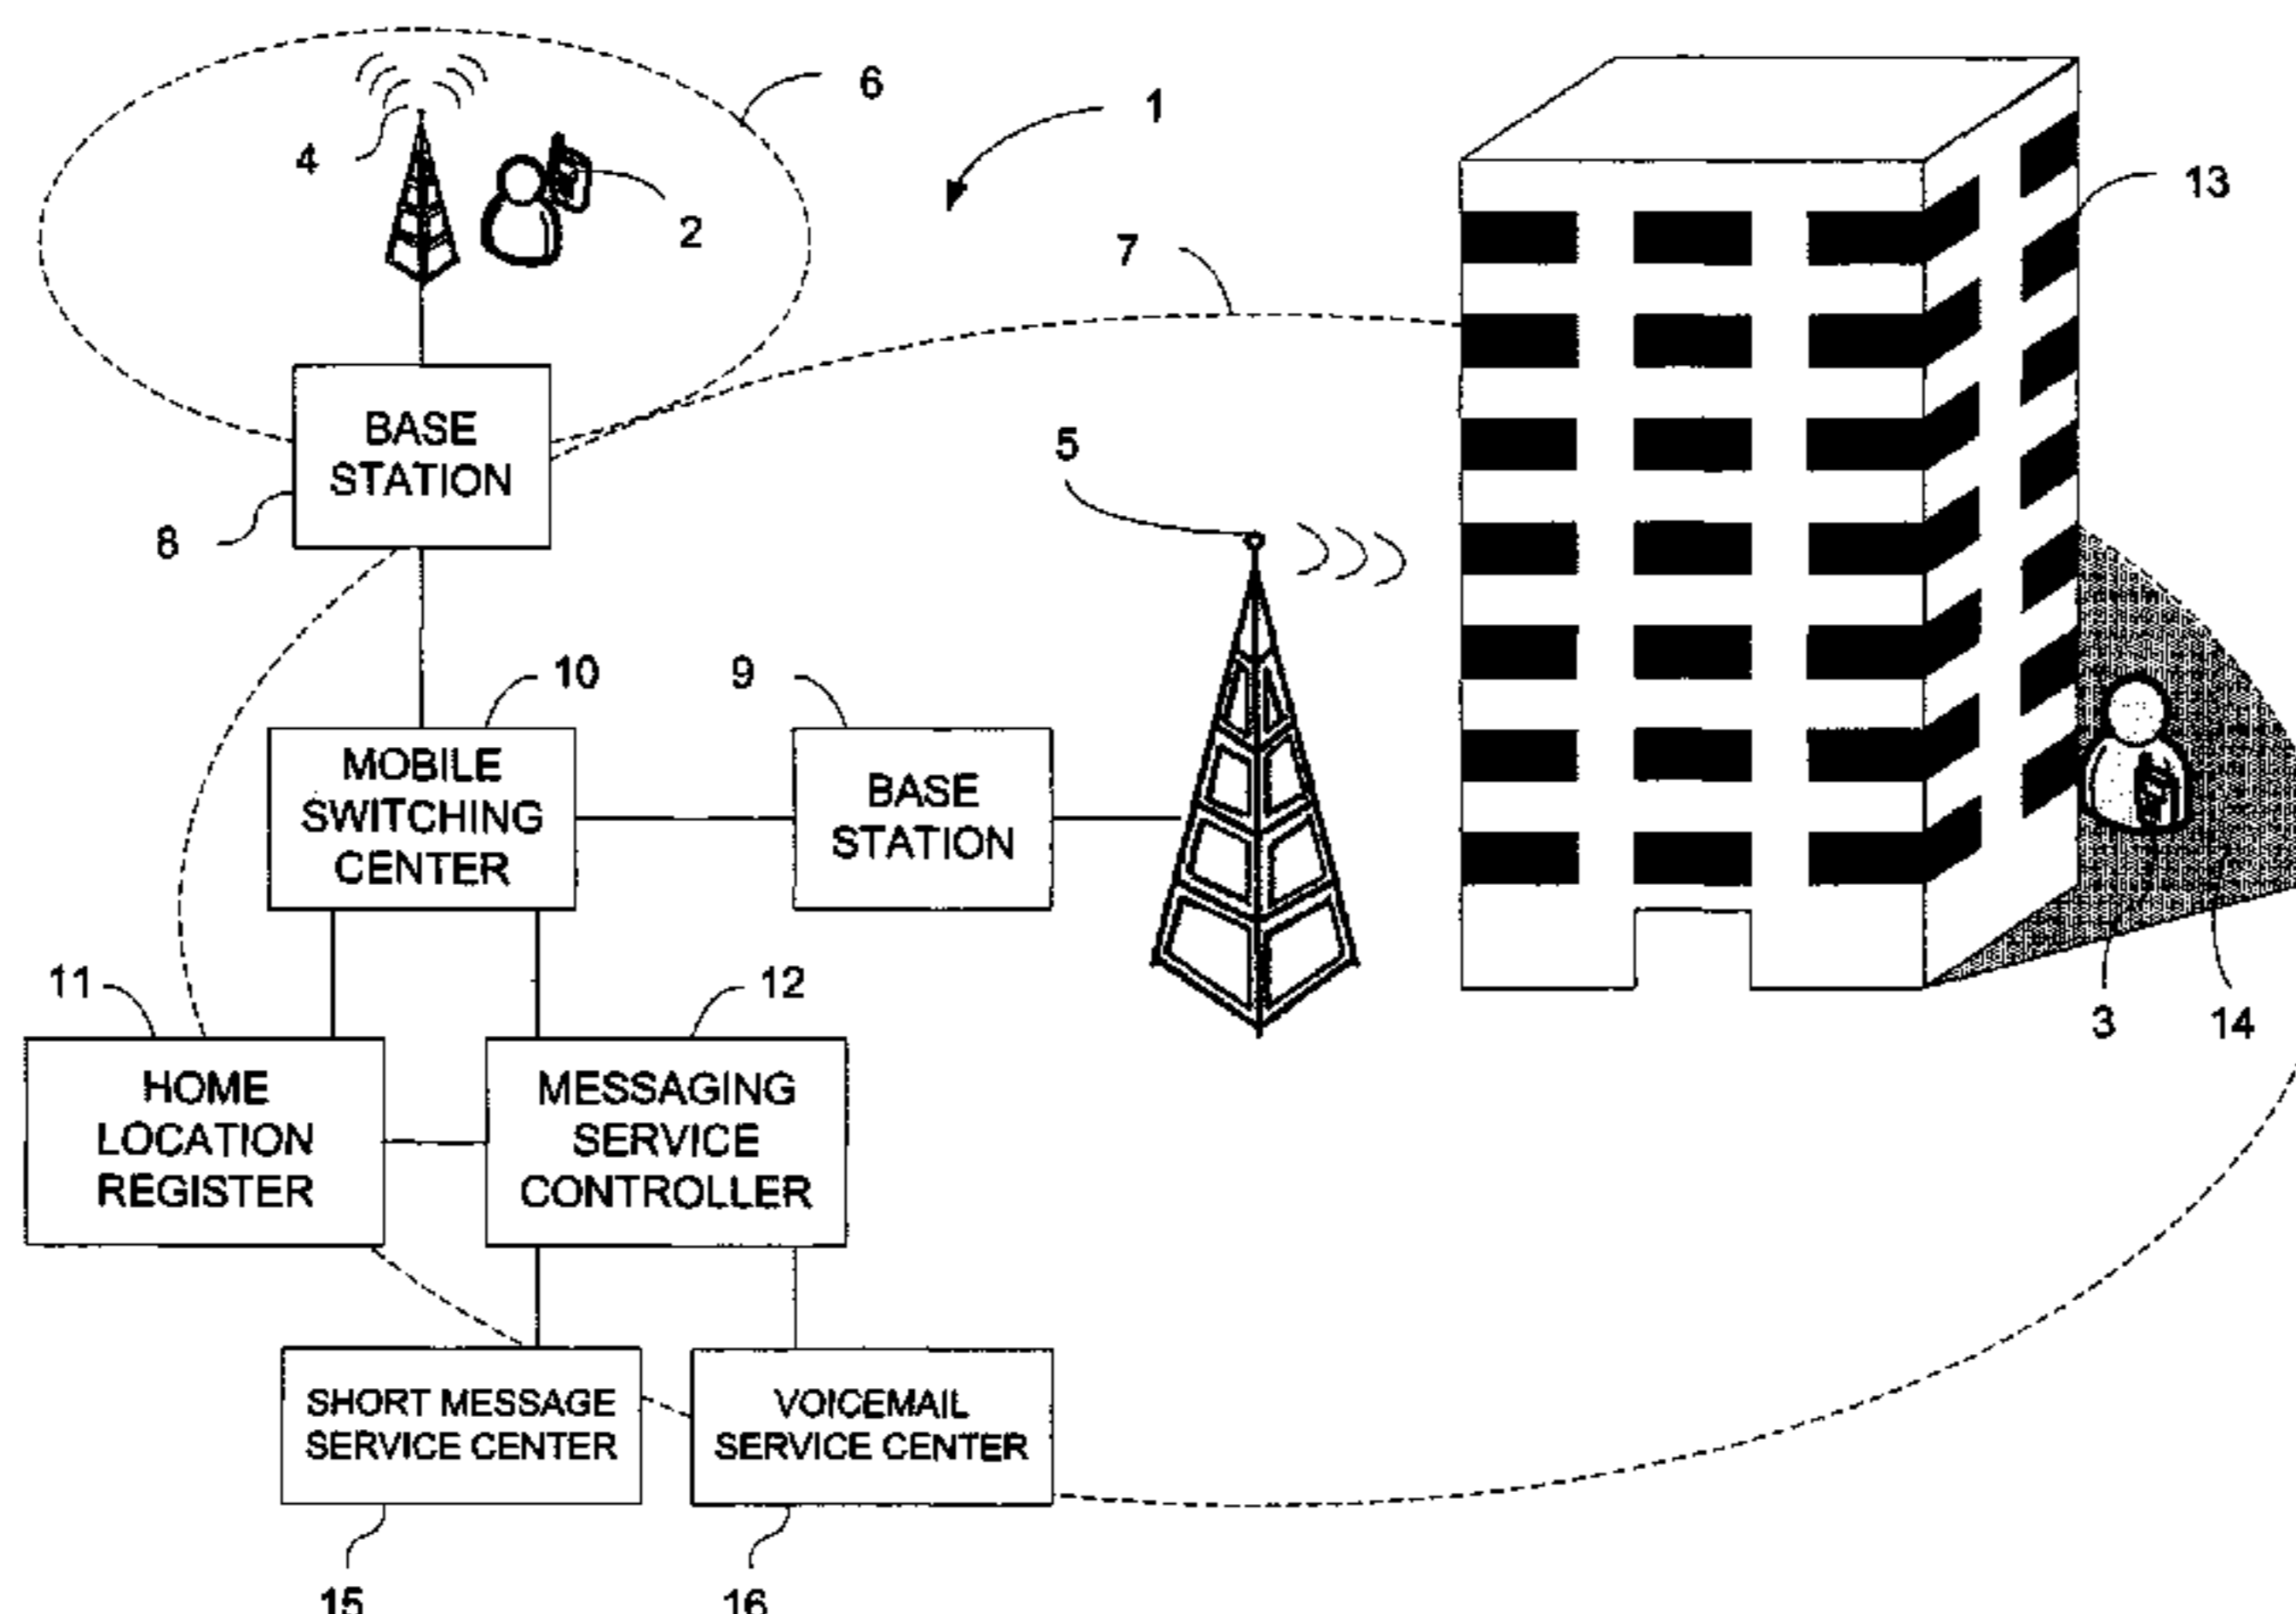 6
1
4
2
13
7
BASE
STATION
5
8
10
9
MOBILE
SWITCHING
CENTER
BASE
STATION
11
12
3
14
HOME
LOCATION
REGISTER
MESSAGING
SERVICE
CONTROLLER
SHORT MESSAGE
SERVICE CENTER
VOICEMAIL
SERVICE CENTER
15
16